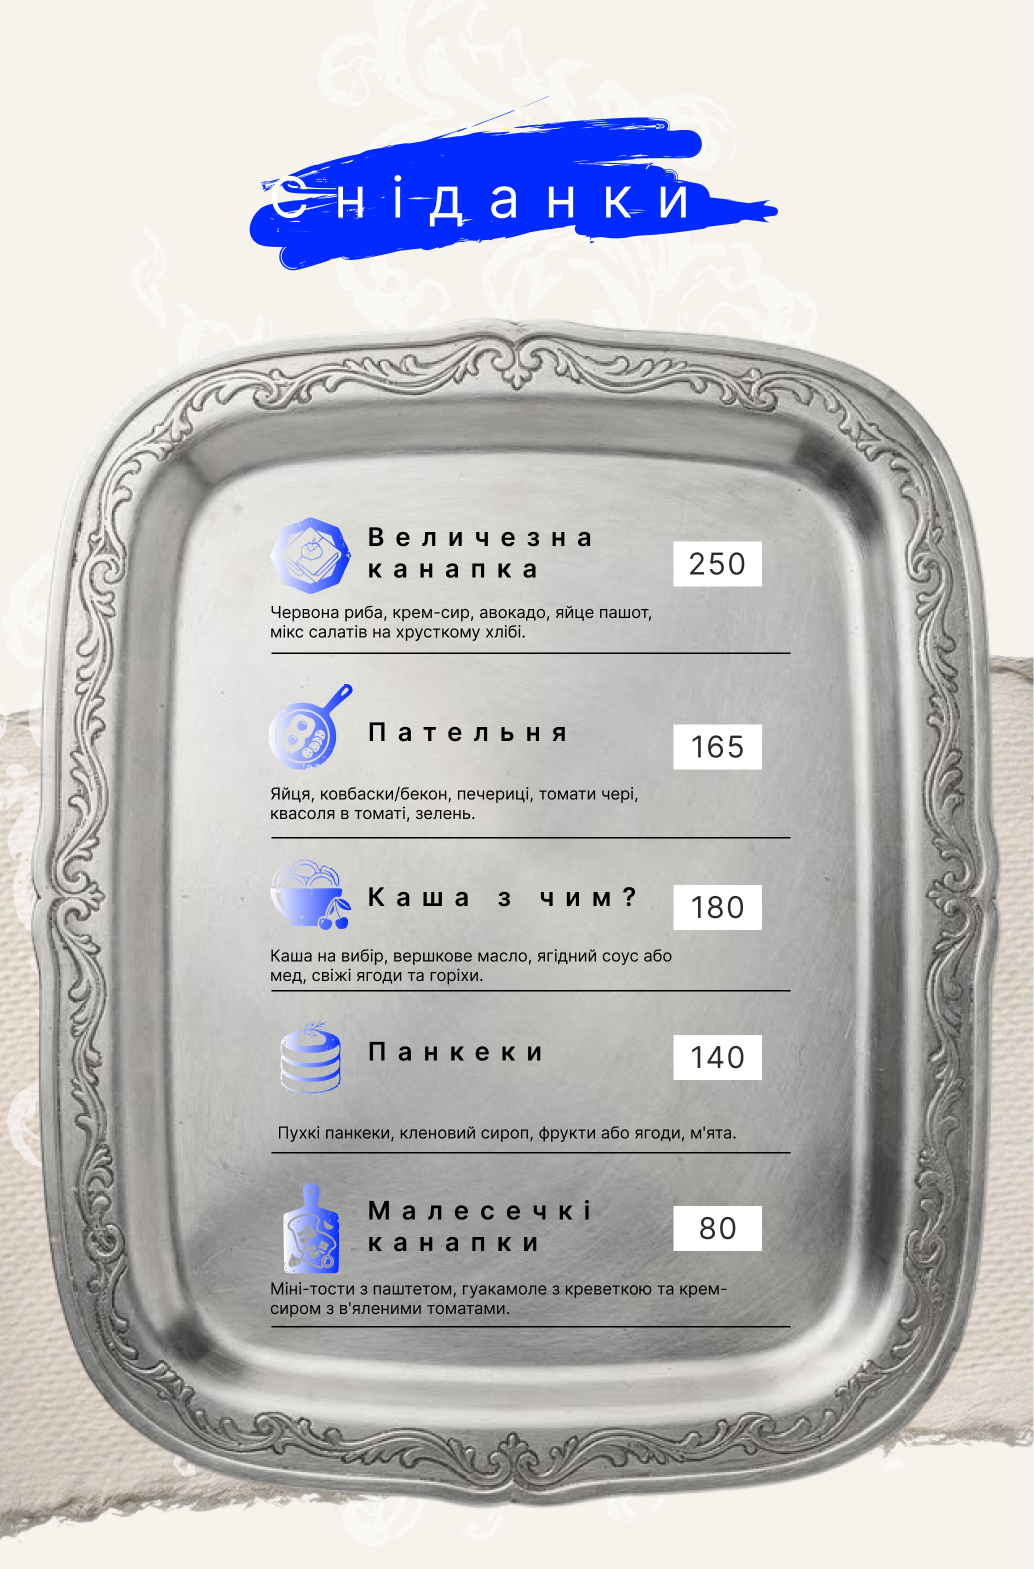 Сніданки
Величезна
канапка
250
Червона риба, крем-сир, авокадо, яйце пашот,
мікс салатів на хрусткому хлібі.
Пательня
165
Яйця, ковбаски/бекон, печериці, томати чері,
квасоля в томаті, зелень.
Каша з чим?
180
Каша на вибір, вершкове масло, ягідний соус або
мед, свіжі ягоди та горіхи.
Панкеки
140
Пухкі панкеки, кленовий сироп, фрукти або ягоди, м'ята.
Малесечкі
канапки
80
Міні-тости з паштетом, гуакамоле з креветкою та крем-
сиром з в'яленими томатами.